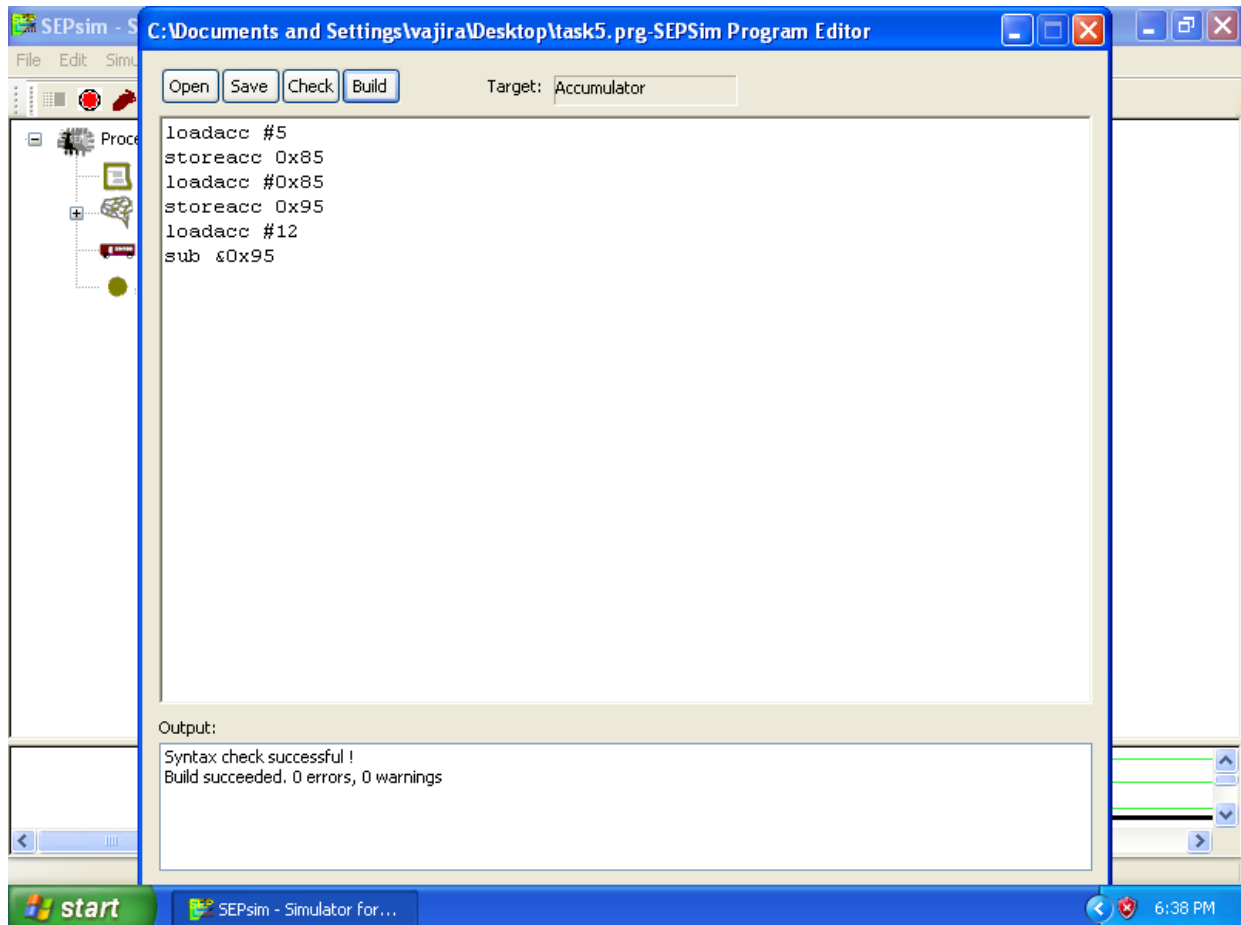 SEPsim - S
C:\Documents and Settings\vajira\Desktop\task5.prg-SEPSim Program Editor
File Edit Simu
Open Save Check Build Target: Accumulator
Proce
loadacc #5
storeacc 0x85
loadacc #0x85
storeacc 0x95
loadacc #12
sub &0x95
Output:
Syntax check successful !
Build succeeded. 0 errors, 0 warnings
start SEPsim - Simulator for... 6:38 PM